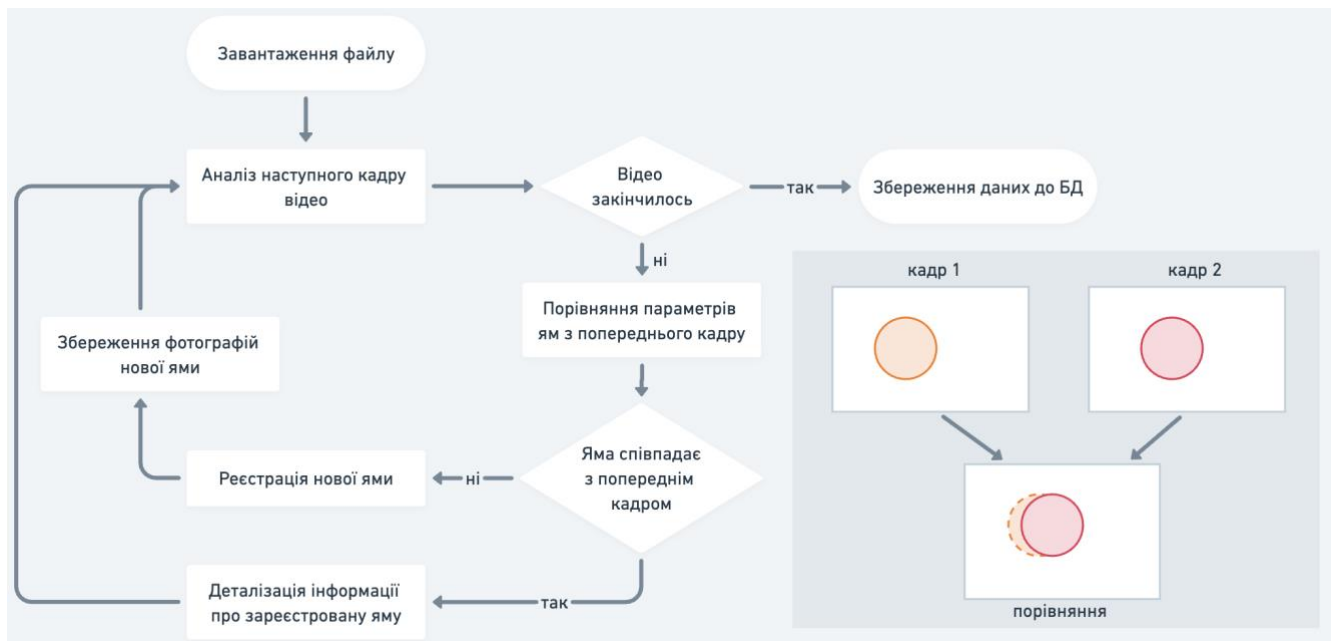 Завантаження файлу
Аналіз наступного кадру
відео
Відео
закінчилось
так
Збереження даних до БД
ні
Порівняння параметрів
ям з попереднього кадру
Збереження фотографій
нової ями
Яма співпадає
з попереднім
кадром
ні
Реєстрація нової ями
так
Деталізація інформації
про зареєстровану яму
кадр 1
кадр 2
порівняння